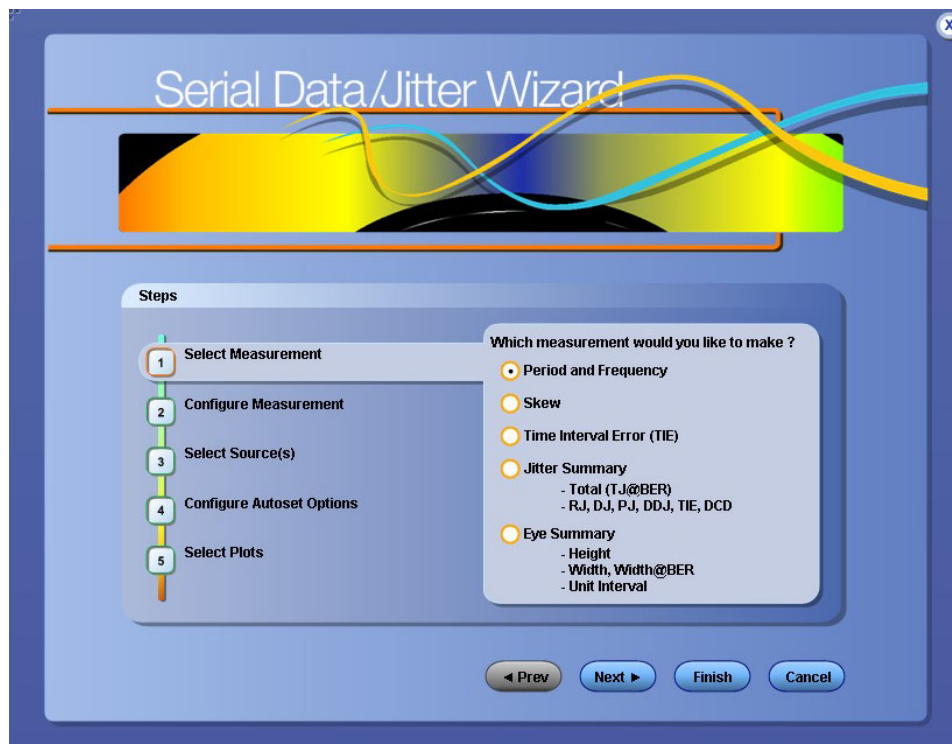 Serial Data/Jitter Wizard
Steps
1 Select Measurement
2 Configure Measurement
3 Select Source(s)
4 Configure Autoset Options
5 Select Plots
Which measurement would you like to make ?
Period and Frequency
Skew
Time Interval Error (TIE)
Jitter Summary
- Total (TJ@BER)
- RJ, DJ, PJ, DDJ, TIE, DCD
Eye Summary
- Height
- Width, Width@BER
- Unit Interval
◄ Prev
Next ►
Finish
Cancel
X